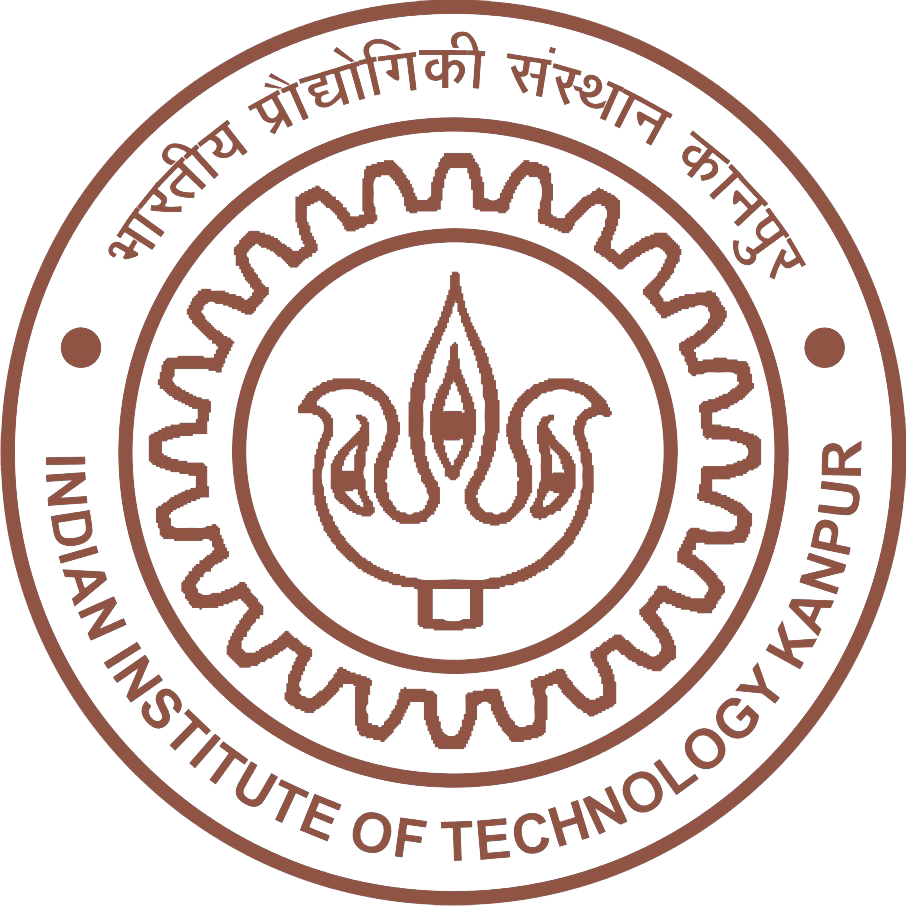 भारतीय प्रौद्योगिकी संस्थान कानपुर
INDIAN INSTITUTE OF TECHNOLOGY KANPUR